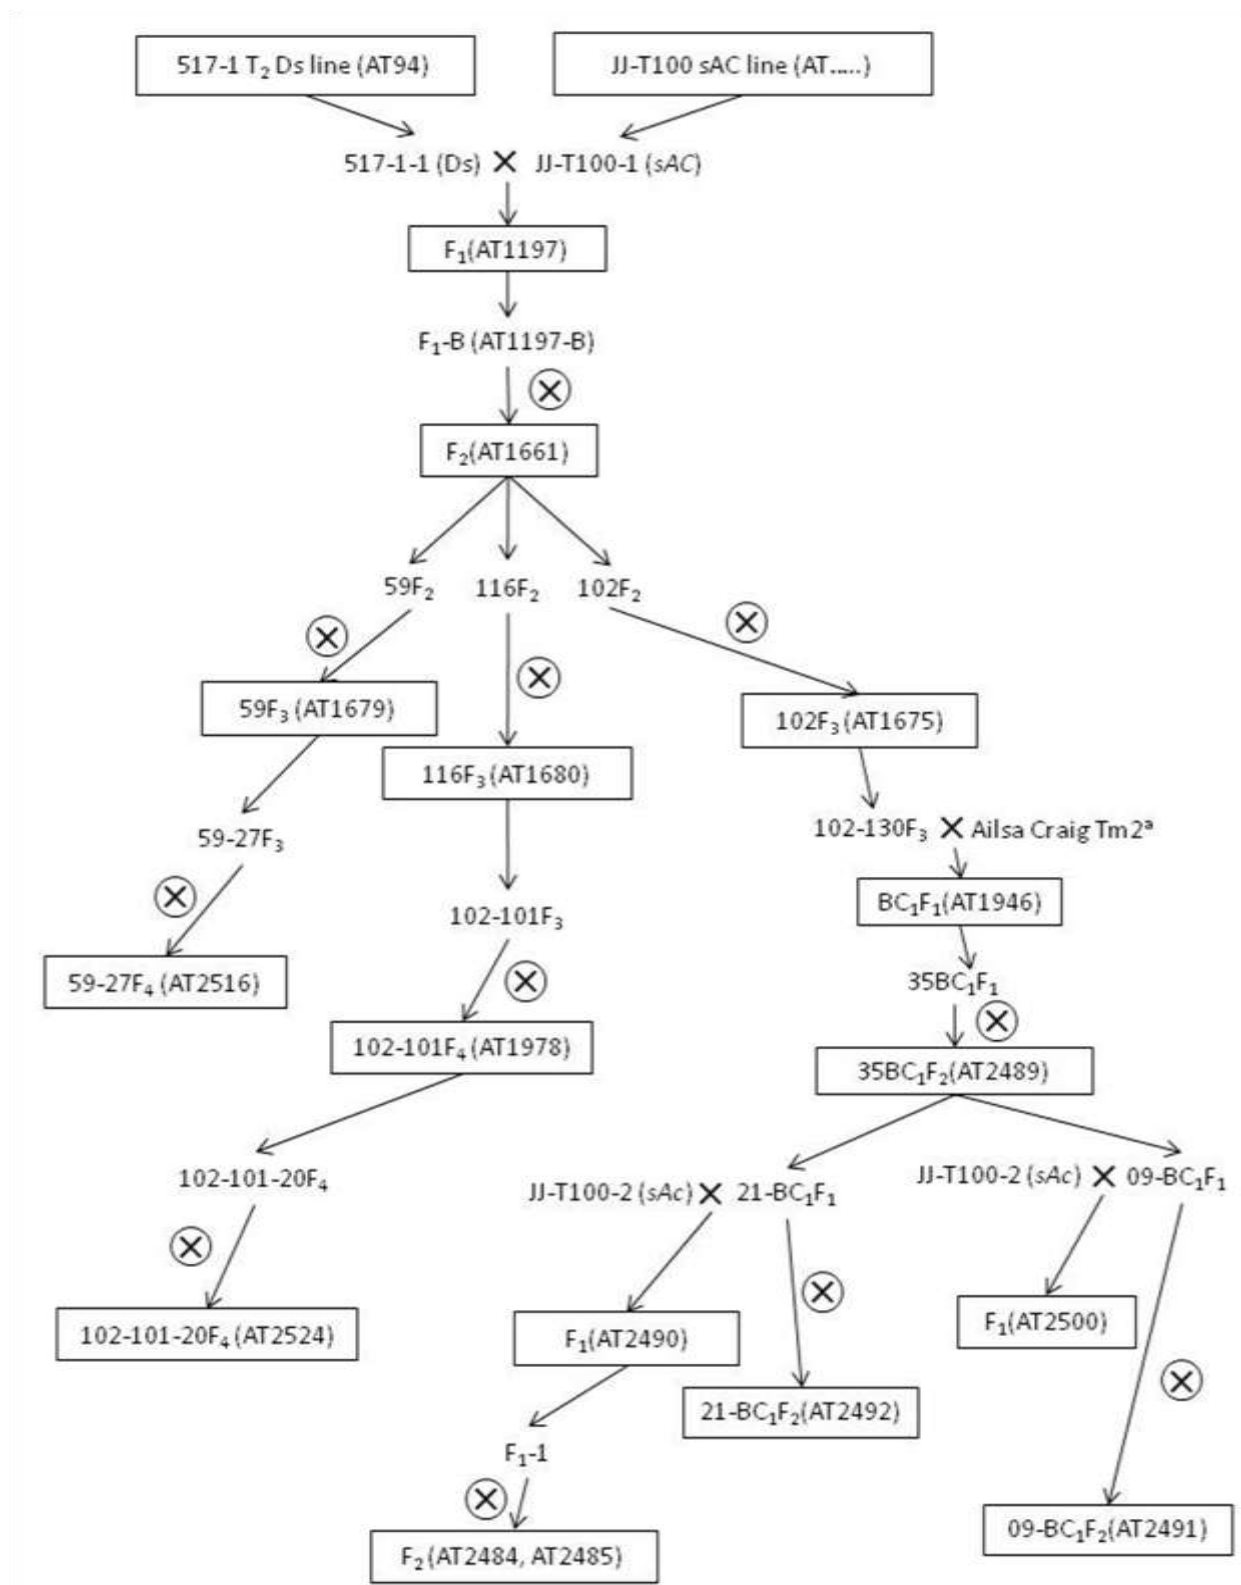 517-1 T₂ Ds line (AT94)
JJ-T100 sAC line (AT.....)
517-1-1 (Ds) X JJ-T100-1 (sAC)
F₁(AT1197)
F₁-B (AT1197-B)
X
F₂(AT1661)
59F₂ 116F₂ 102F₂
X
X
X
59F₃ (AT1679)
102F₃(AT1675)
116F₃(AT1680)
59-27F₃
102-130F₃ X Ailsa Craig Tm2ª
X
BC₁F₁(AT1946)
102-101F₃
59-27F₄ (AT2516)
X
35BC₁F₁
X
102-101F₄(AT1978)
35BC₁F₂(AT2489)
102-101-20F₄
JJ-T100-2 (sAc) X 21-BC₁F₁
JJ-T100-2 (sAc) X 09-BC₁F₁
X
X
102-101-20F₄(AT2524)
F₁(AT2490)
F₁(AT2500)
X
21-BC₁F₂(AT2492)
F₁-1
X
09-BC₁F₂(AT2491)
F₂ (AT2484, AT2485)